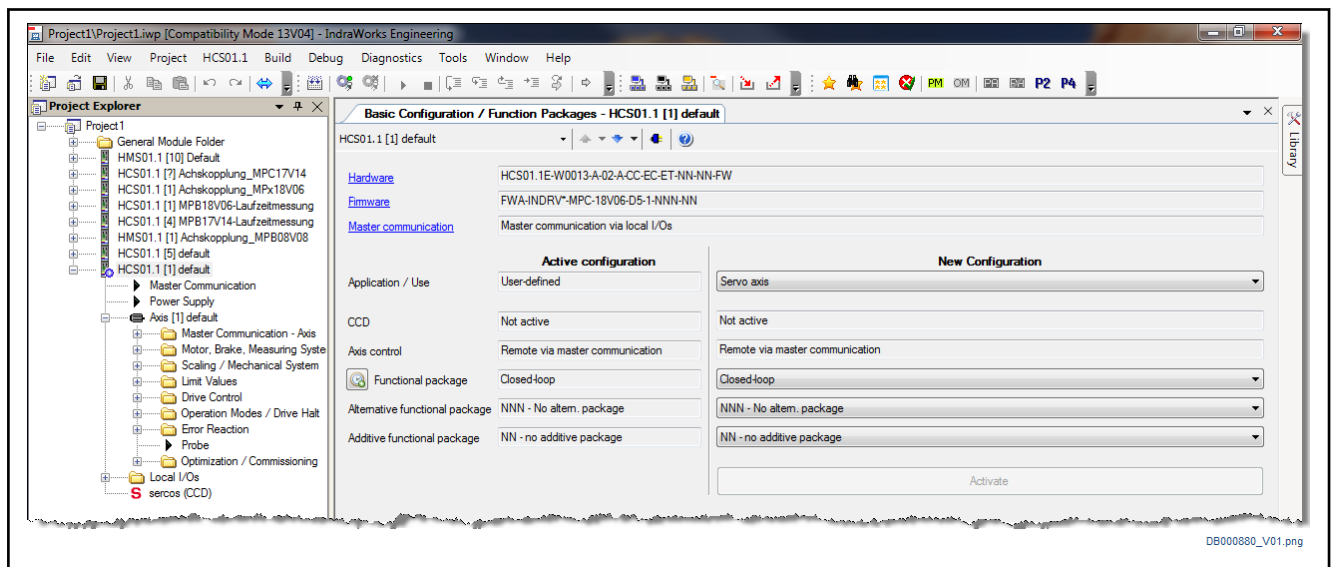 Project1\Project1.iwp [Compatibility Mode 13V04] - IndraWorks Engineering
File Edit View Project HCS01.1 Build Debug Diagnostics Tools Window Help
PM OM P2 P4
Project Explorer
Project1
General Module Folder
HMS01.1 [10] Default
HCS01.1 [?] Achskopplung_MPC17V14
HCS01.1 [1] Achskopplung_MPx18V06
HCS01.1 [1] MPB18V06-Laufzeitmessung
HCS01.1 [4] MPB17V14-Laufzeitmessung
HMS01.1 [1] Achskopplung_MPB08V08
HCS01.1 [5] default
HCS01.1 [1] default
Master Communication
Power Supply
Axis [1] default
Master Communication - Axis
Motor, Brake, Measuring Syste
Scaling / Mechanical System
Limit Values
Drive Control
Operation Modes / Drive Halt
Error Reaction
Probe
Optimization / Commissioning
Local I/Os
S sercos (CCD)
Basic Configuration / Function Packages - HCS01.1 [1] default
HCS01.1 [1] default
Hardware HCS01.1E-W0013-A-02-A-CC-EC-ET-NN-NN-FW
Firmware FWA-INDRV*-MPC-18V06-D5-1-NNN-NN
Master communication Master communication via local I/Os
Active configuration New Configuration
Application / Use User-defined Servo axis
CCD Not active Not active
Axis control Remote via master communication Remote via master communication
Functional package Closed-loop Closed-loop
Alternative functional package NNN - No altern. package NNN - No altern. package
Additive functional package NN - no additive package NN - no additive package
Activate
Library
DB000880_V01.png